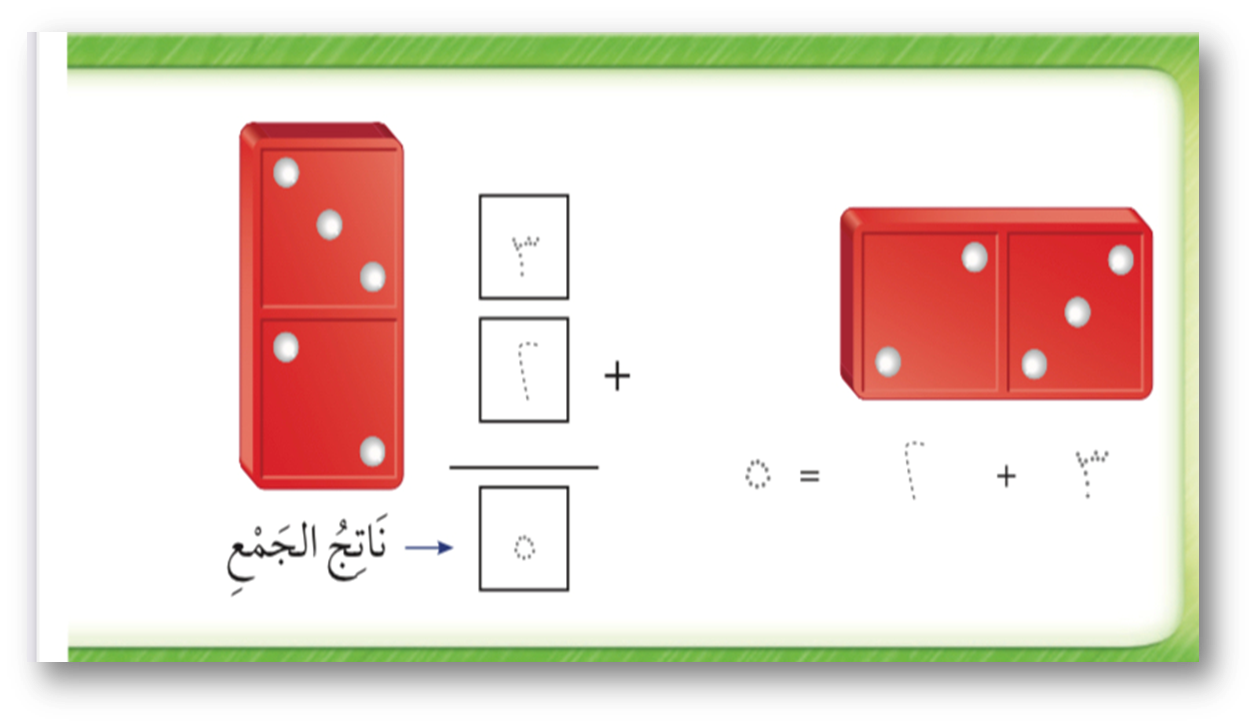 ٣ + ٢ = ٥
٣
+ ٢
٥
نَاتِجُ الجَمْعِ